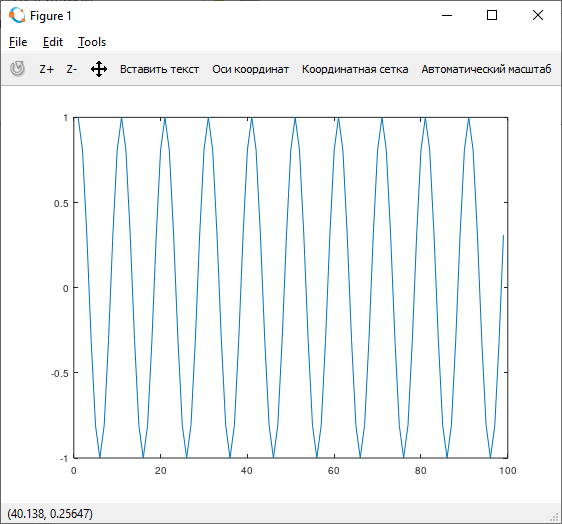 Figure 1
File Edit Tools
Z+ Z- Вставить текст Оси координат Координатная сетка Автоматический масштаб
1
0.5
0
-0.5
-1
0 20 40 60 80 100
(40.138, 0.25647)